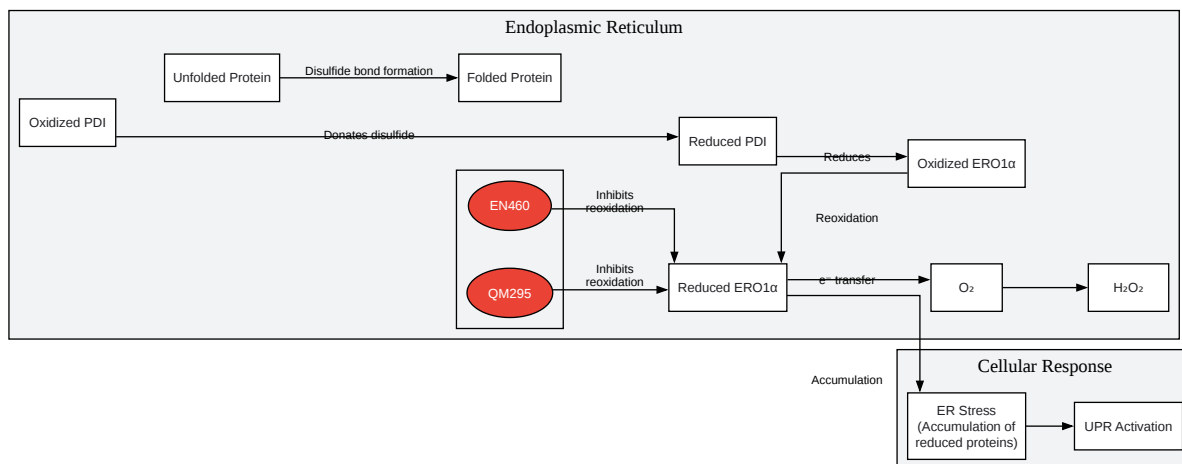 Endoplasmic Reticulum
Unfolded Protein
Disulfide bond formation
Folded Protein
Oxidized PDI
Donates disulfide
Reduced PDI
Reduces
Oxidized ERO1α
EN460
Inhibits
reoxidation
Reoxidation
QM295
Inhibits
reoxidation
Reduced ERO1α
e⁻ transfer
O₂
H₂O₂
Cellular Response
Accumulation
ER Stress
(Accumulation of
reduced proteins)
UPR Activation